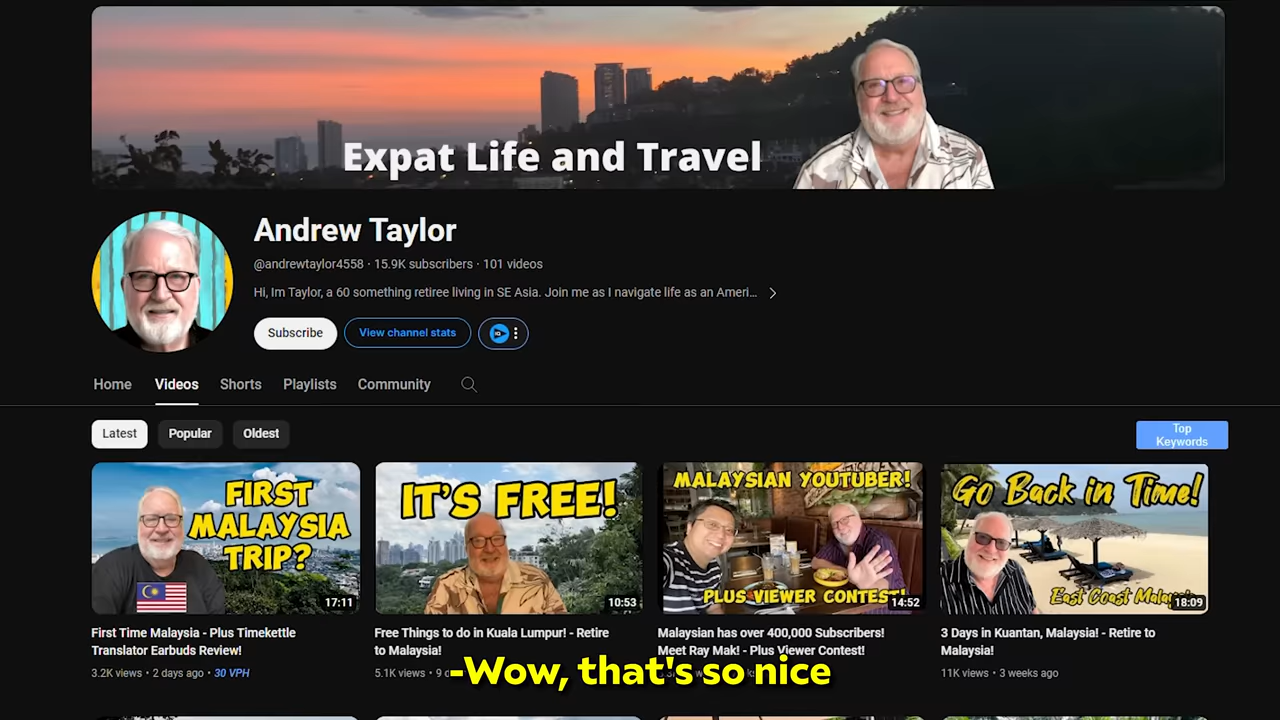 Expat Life and Travel
Andrew Taylor
@andrewtaylor4558 · 15.9K subscribers · 101 videos
Hi, Im Taylor, a 60 something retiree living in SE Asia. Join me as I navigate life as an Ameri...
Subscribe
View channel stats
IQ
Home
Videos
Shorts
Playlists
Community
Latest
Popular
Oldest
Top
Keywords
FIRST
MALAYSIA
TRIP?
17:11
IT'S FREE!
10:53
MALAYSIAN YOUTUBER!
PLUS VIEWER CONTEST!
14:52
Go Back in Time!
East Coast
18:09
First Time Malaysia - Plus Timekettle
Translator Earbuds Review!
3.2K views · 2 days ago · 30 VPH
Free Things to do in Kuala Lumpur! - Retire
to Malaysia!
5.1K views
Malaysian has over 400,000 Subscribers!
Meet Ray Mak! - Plus Viewer Contest!
3 Days in Kuantan, Malaysia! - Retire to
Malaysia!
11K views · 3 weeks ago
-Wow, that's so nice